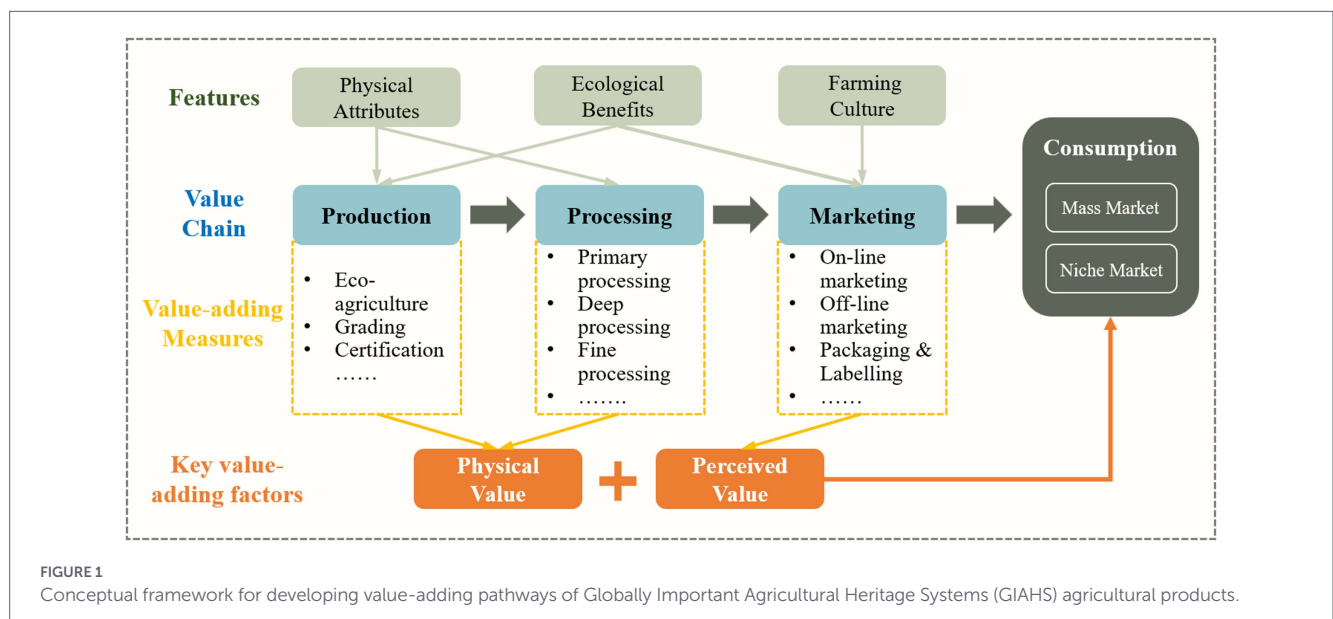 Features
Physical
Attributes
Ecological
Benefits
Farming
Culture
Consumption
Mass Market
Niche Market
Value
Chain
Production
Processing
Marketing
Value-adding
Measures
• Eco-
agriculture
• Grading
• Certification
……
• Primary
processing
• Deep
processing
• Fine
processing
• …….
• On-line
marketing
• Off-line
marketing
• Packaging &
Labelling
• ……
Key value-
adding factors
Physical
Value
+
Perceived
Value
FIGURE 1
Conceptual framework for developing value-adding pathways of Globally Important Agricultural Heritage Systems (GIAHS) agricultural products.